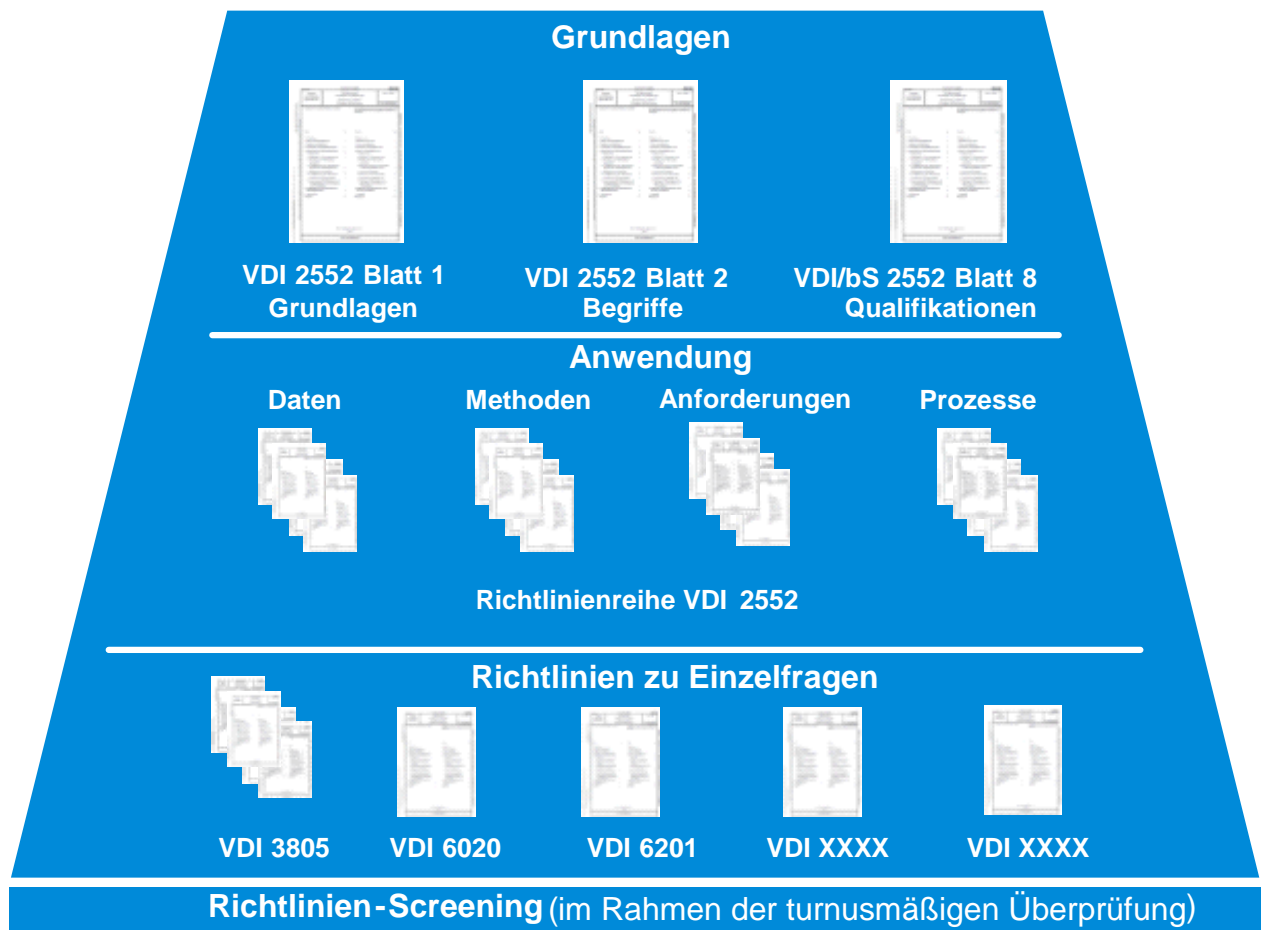 Grundlagen
VDI 2552 Blatt 1
Grundlagen
VDI 2552 Blatt 2
Begriffe
VDI/bS 2552 Blatt 8
Qualifikationen
Anwendung
Daten
Methoden
Anforderungen
Prozesse
Richtlinienreihe VDI 2552
Richtlinien zu Einzelfragen
VDI 3805
VDI 6020
VDI 6201
VDI XXXX
VDI XXXX
Richtlinien-Screening (im Rahmen der turnusmäßigen Überprüfung)